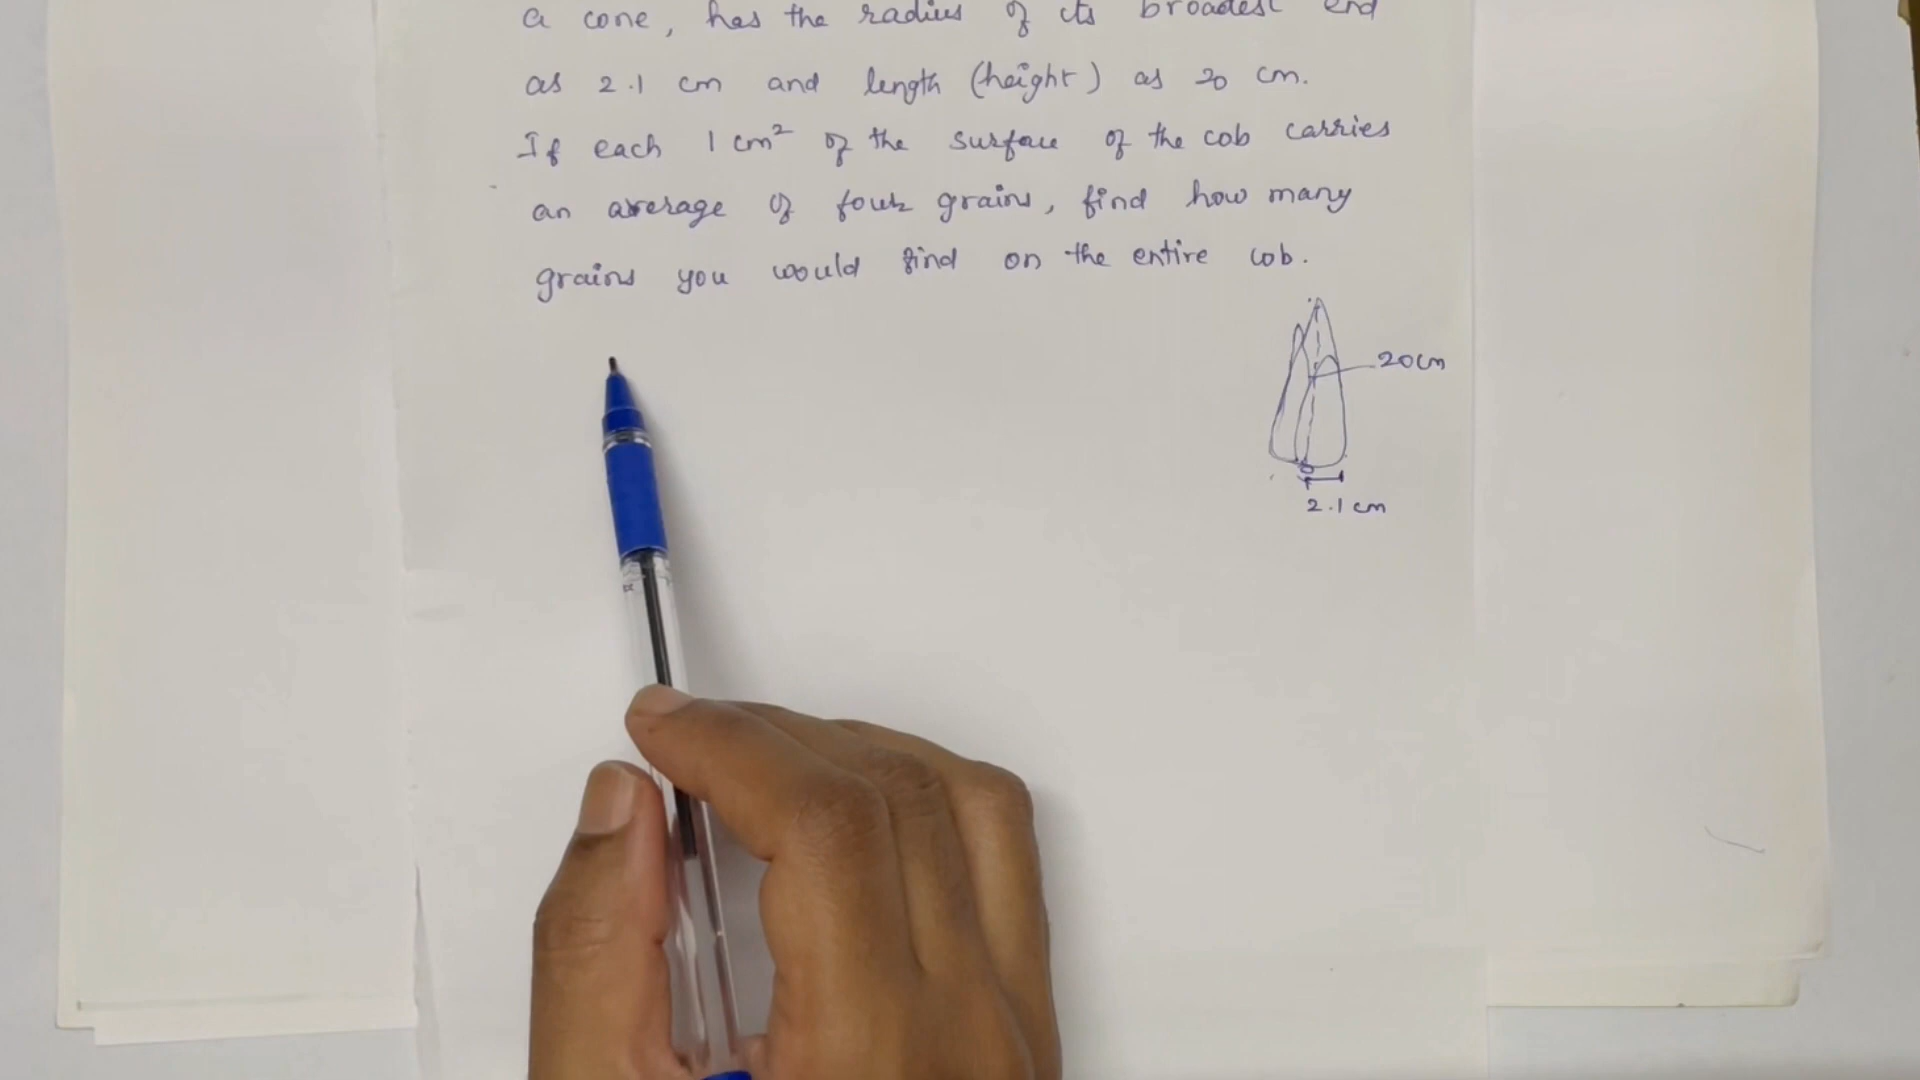 a cone, has the radius of its broadest end
as 2.1 cm and length (height) as 20 cm.
If each 1 cm² of the surface of the cob carries
an average of four grains, find how many
grains you would find on the entire cob.
20cm
2.1 cm